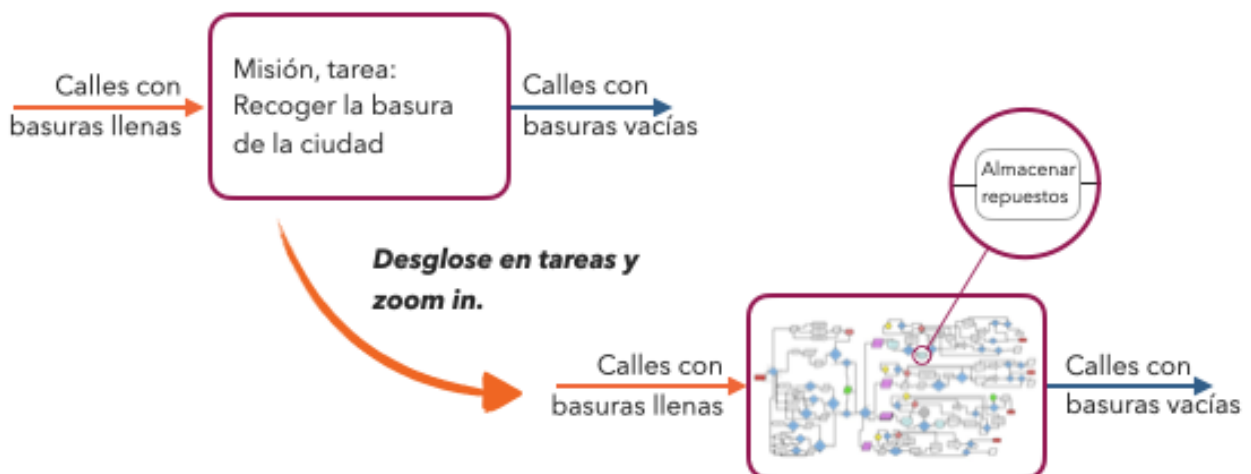 Calles con
basuras llenas
Misión, tarea:
Recoger la basura
de la ciudad
Calles con
basuras vacías
Almacenar
repuestos
Desglose en tareas y
zoom in.
Calles con
basuras llenas
Calles con
basuras vacías